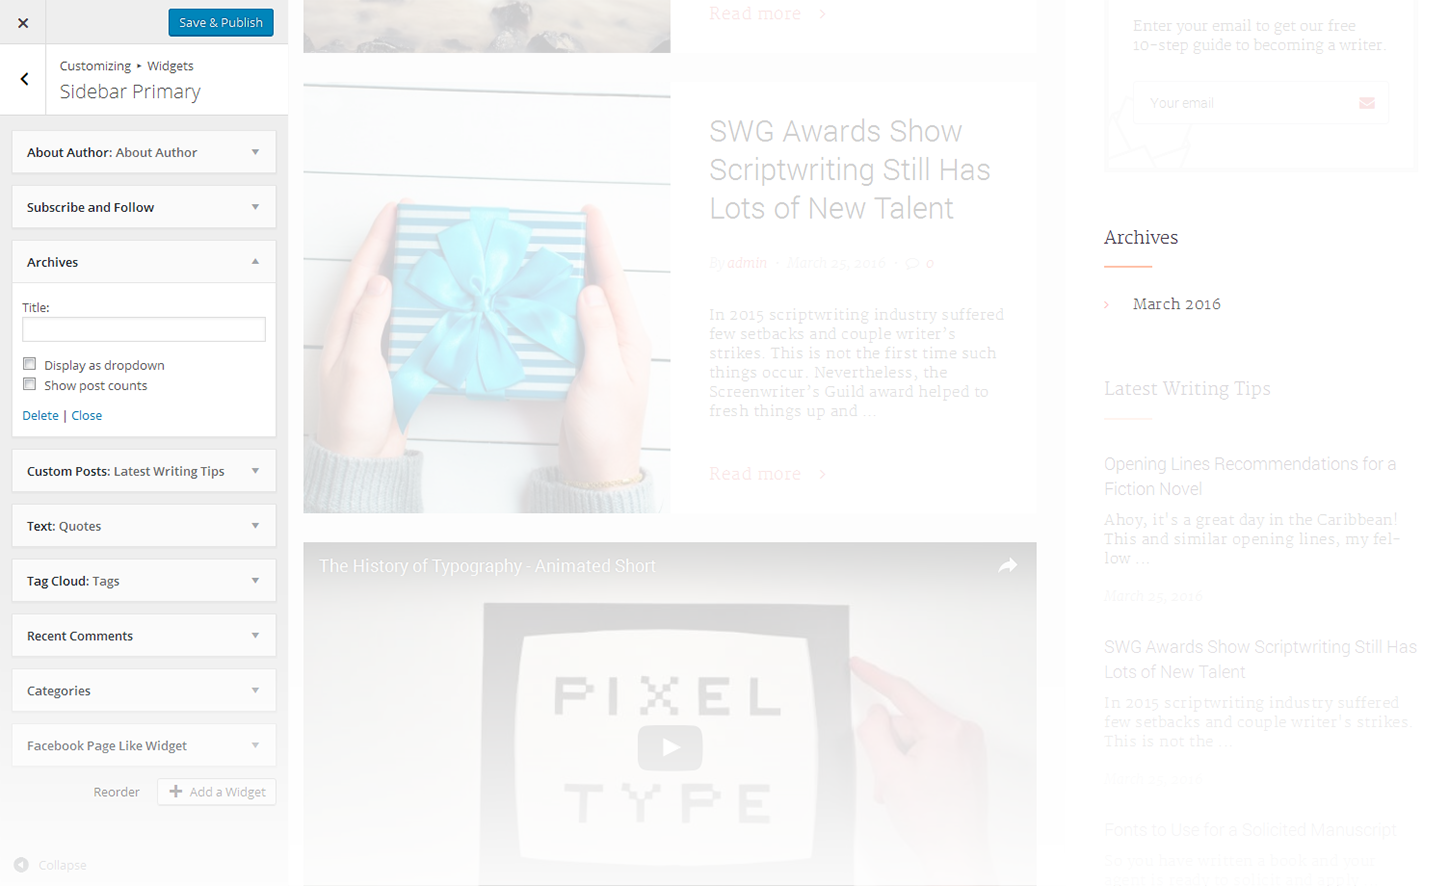 Save & Publish
Customizing ▸ Widgets
Sidebar Primary
About Author: About Author
Subscribe and Follow
Archives
Title:
Display as dropdown
Show post counts
Delete | Close
Custom Posts: Latest Writing Tips
Text: Quotes
Tag Cloud: Tags
Recent Comments
Categories
Facebook Page Like Widget
Reorder
Add a Widget
Collapse
Read more
SWG Awards Show
Scriptwriting Still Has
Lots of New Talent
By admin · March 25, 2016 · 0
In 2015 scriptwriting industry suffered
few setbacks and couple writer's
strikes. This is not the first time such
things occur. Nevertheless, the
Screenwriter's Guild award helped to
fresh things up and ...
Read more
The History of Typography - Animated Short
PIXEL
TYPE
Enter your email to get our free
10-step guide to becoming a writer.
Your email
Archives
March 2016
Latest Writing Tips
Opening Lines Recommendations for a
Fiction Novel
Ahoy, it's a great day in the Caribbean!
This and similar opening lines, my fel-
low ...
March 25, 2016
SWG Awards Show Scriptwriting Still Has
Lots of New Talent
In 2015 scriptwriting industry suffered
few setbacks and couple writer's strikes.
This is not the ...
March 25, 2016
Fonts to Use for a Solicited Manuscript
So you have written a book and your